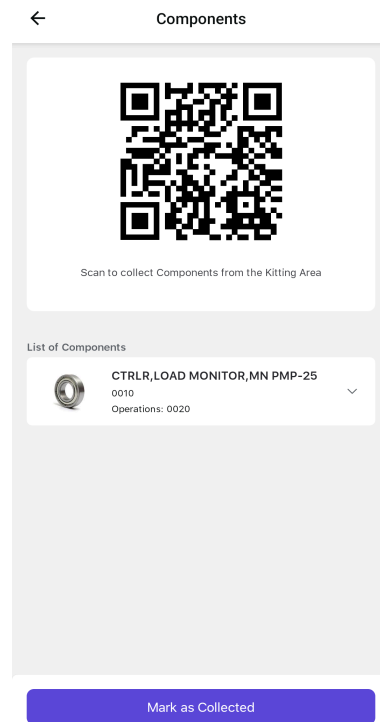 Components
Scan to collect Components from the Kitting Area
List of Components
CTRLR,LOAD MONITOR,MN PMP-25
0010
Operations: 0020
Mark as Collected